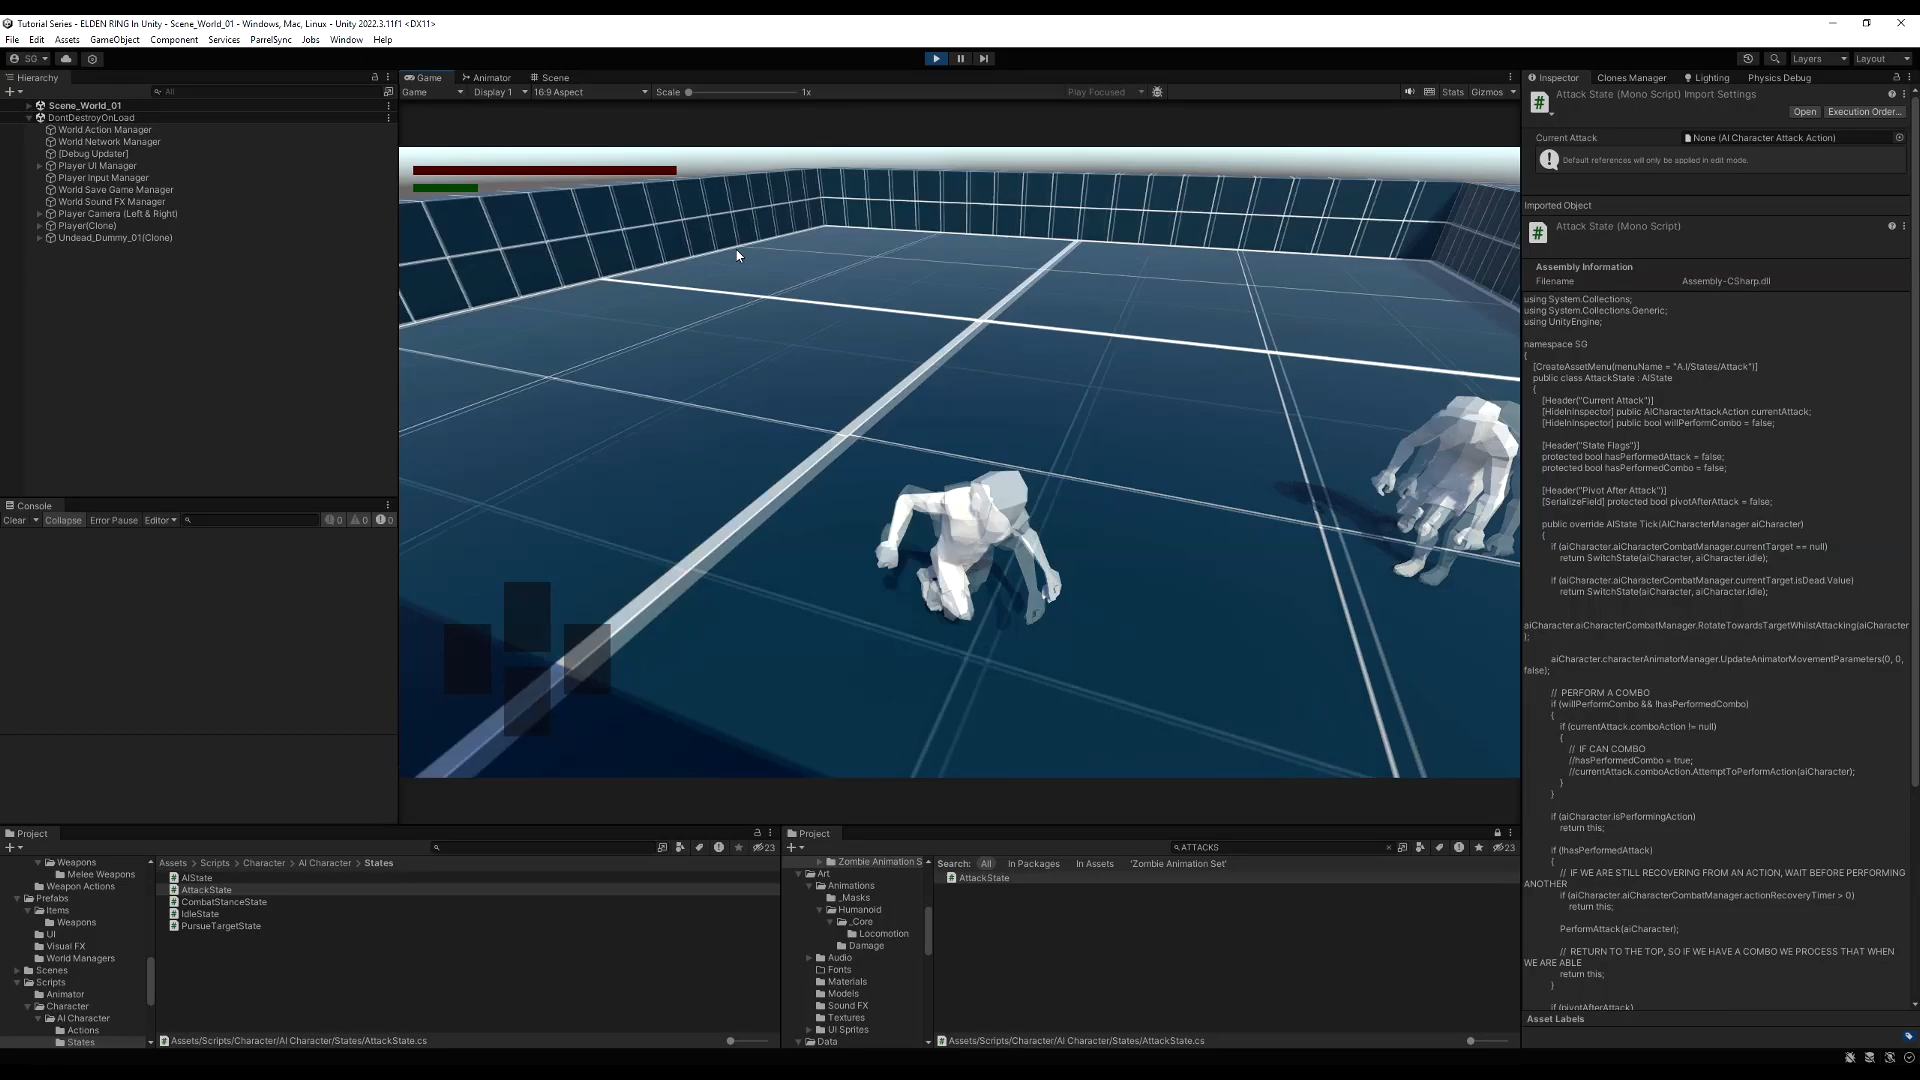 Tutorial Series - ELDEN RING In Unity - Scene_World_01 - Windows, Mac, Linux - Unity 2022.3.11f1 <DX11>
File Edit Assets GameObject Component Services ParrelSync Jobs Window Help
SG
Layers Layout
Hierarchy
All
Scene_World_01
DontDestroyOnLoad
World Action Manager
World Network Manager
[Debug Updater]
Player UI Manager
Player Input Manager
World Save Game Manager
World Sound FX Manager
Player Camera (Left & Right)
Player(Clone)
Undead_Dummy_01(Clone)
Console
Clear Collapse Error Pause Editor 0 0 0
Game Animator Scene
Game Display 1 16:9 Aspect Scale 1x Play Focused Stats Gizmos
Inspector Clones Manager Lighting Physics Debug
Attack State (Mono Script) Import Settings
Open Execution Order...
Current Attack None (AI Character Attack Action)
Default references will only be applied in edit mode.
Imported Object
Attack State (Mono Script)
Assembly Information
Filename Assembly-CSharp.dll
using System.Collections;
using System.Collections.Generic;
using UnityEngine;
namespace SG
{
[CreateAssetMenu(menuName = "A.I/States/Attack")]
public class AttackState : AIState
{
[Header("Current Attack")]
[HideInInspector] public AICharacterAttackAction currentAttack;
[HideInInspector] public bool willPerformCombo = false;
[Header("State Flags")]
protected bool hasPerformedAttack = false;
protected bool hasPerformedCombo = false;
[Header("Pivot After Attack")]
[SerializeField] protected bool pivotAfterAttack = false;
public override AIState Tick(AICharacterManager aiCharacter)
{
if (aiCharacter.aiCharacterCombatManager.currentTarget == null)
return SwitchState(aiCharacter, aiCharacter.idle);
if (aiCharacter.aiCharacterCombatManager.currentTarget.isDead.Value)
return SwitchState(aiCharacter, aiCharacter.idle);
aiCharacter.aiCharacterCombatManager.RotateTowardsTargetWhilstAttacking(aiCharacter
);
aiCharacter.characterAnimatorManager.UpdateAnimatorMovementParameters(0, 0,
false);
// PERFORM A COMBO
if (willPerformCombo && !hasPerformedCombo)
{
if (currentAttack.comboAction != null)
{
// IF CAN COMBO
//hasPerformedCombo = true;
//currentAttack.comboAction.AttemptToPerformAction(aiCharacter);
}
}
if (aiCharacter.isPerformingAction)
return this;
if (!hasPerformedAttack)
{
// IF WE ARE STILL RECOVERING FROM AN ACTION, WAIT BEFORE PERFORMING
ANOTHER
if (aiCharacter.aiCharacterCombatManager.actionRecoveryTimer > 0)
return this;
PerformAttack(aiCharacter);
// RETURN TO THE TOP, SO IF WE HAVE A COMBO WE PROCESS THAT WHEN
WE ARE ABLE
return this;
}
if (pivotAfterAttack)
Asset Labels
Project
23
Weapons
Melee Weapons
Weapon Actions
Prefabs
Items
Weapons
UI
Visual FX
World Managers
Scenes
Scripts
Animator
Character
AI Character
Actions
States
Assets > Scripts > Character > AI Character > States
AIState
AttackState
CombatStanceState
IdleState
PursueTargetState
Assets/Scripts/Character/AI Character/States/AttackState.cs
Project
ATTACKS
23
Zombie Animation S
Art
Animations
_Masks
Humanoid
_Core
Locomotion
Damage
Audio
Fonts
Materials
Models
Sound FX
Textures
UI Sprites
Data
Search: All In Packages In Assets 'Zombie Animation Set'
AttackState
Assets/Scripts/Character/AI Character/States/AttackState.cs